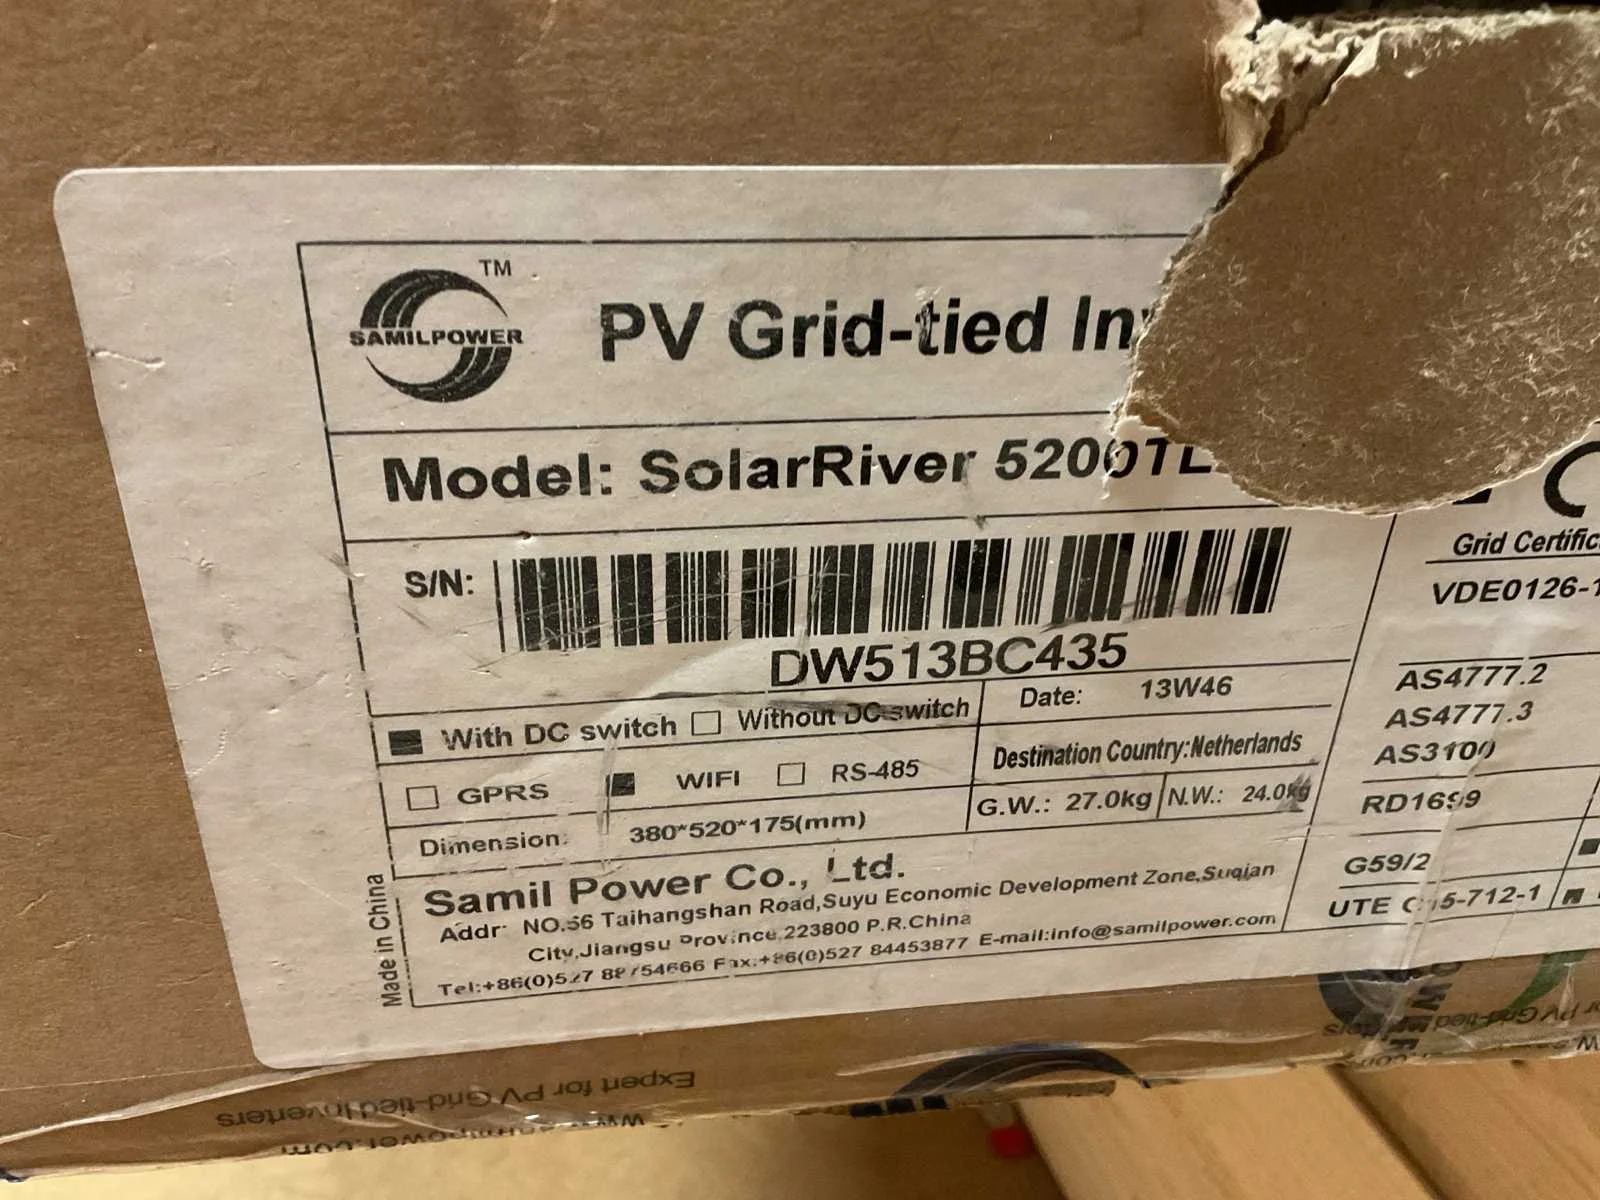 TM
SAMILPOWER
PV Grid-tied In
Model: SolarRiver 5200TL
S/N:
DW513BC435
With DC switch Without DC switch
Date: 13W46
GPRS WIFI RS-485
Destination Country:Netherlands
Dimension: 380*520*175(mm)
G.W.: 27.0kg N.W.: 24.0kg
Samil Power Co., Ltd.
Addr: NO.56 Taihangshan Road,Suyu Economic Development Zone,Suqian
City,Jiangsu Province,223800 P.R.China
Tel:+86(0)527 88754666 Fax:+86(0)527 84453877 E-mail:info@samilpower.com
Made in China
Grid Certific
VDE0126-1
AS4777.2
AS4777.3
AS3100
RD1699
G59/2
UTE C15-712-1
Expert for PV Grid-tied Inverters
www.samilpower.com